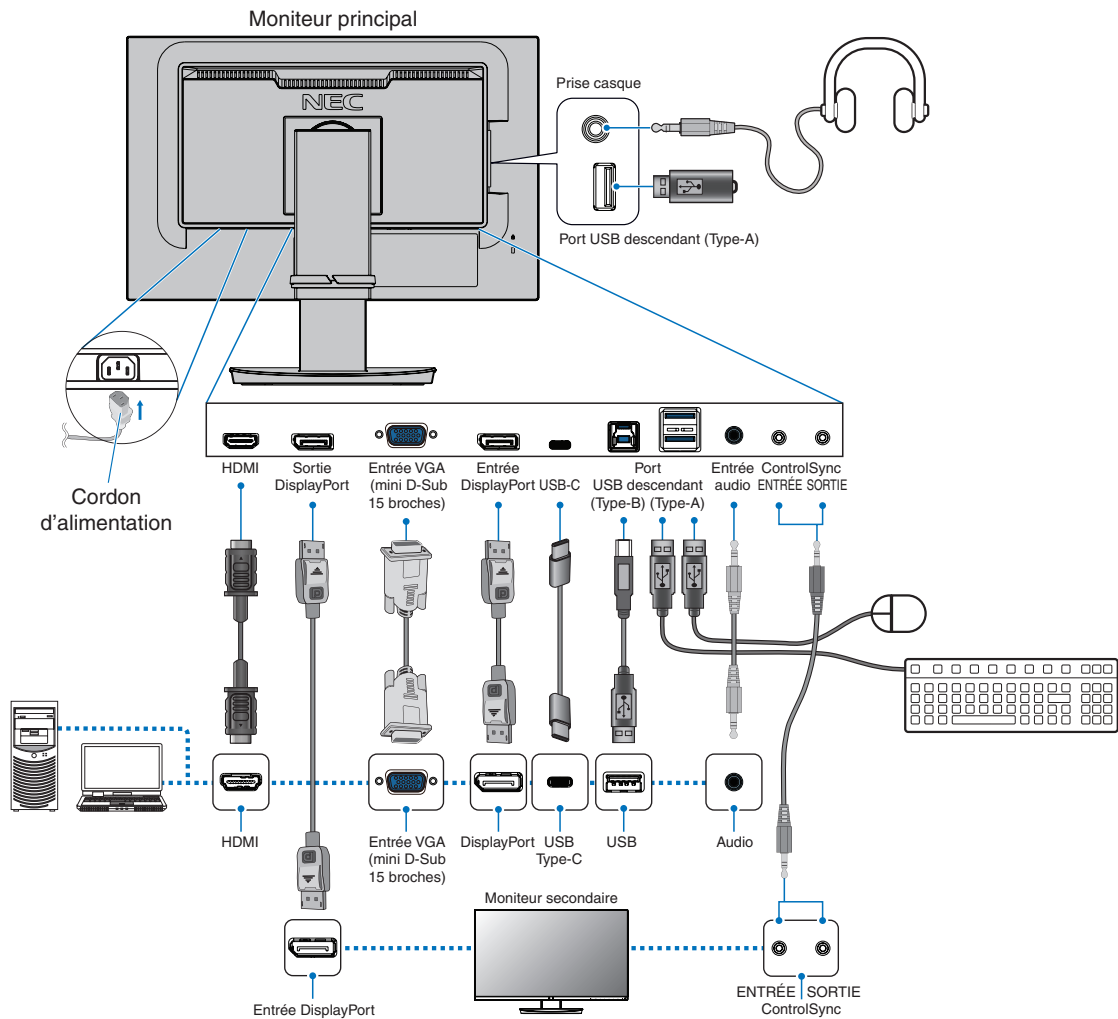 Moniteur principal
NEC
Prise casque
Port USB descendant (Type-A)
Cordon
d'alimentation
HDMI
Sortie
DisplayPort
Entrée VGA
(mini D-Sub
15 broches)
Entrée
DisplayPort
USB-C
Port
USB descendant
(Type-B) (Type-A)
Entrée
audio
ControlSync
ENTRÉE SORTIE
HDMI
Entrée VGA
(mini D-Sub
15 broches)
DisplayPort
USB
Type-C
USB
Audio
Moniteur secondaire
Entrée DisplayPort
ENTRÉE SORTIE
ControlSync